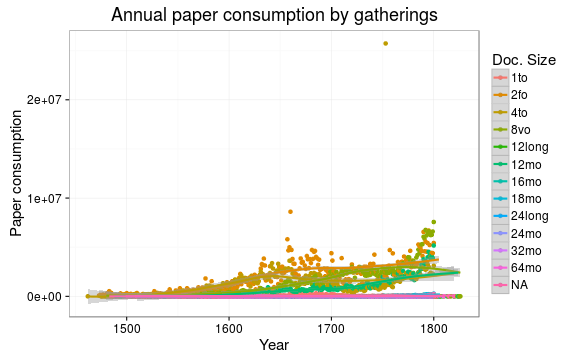 Annual paper consumption by gatherings
Paper consumption
2e+07
1e+07
0e+00
1500
1600
1700
1800
Year
Doc. Size
1to
2fo
4to
8vo
12long
12mo
16mo
18mo
24long
24mo
32mo
64mo
NA